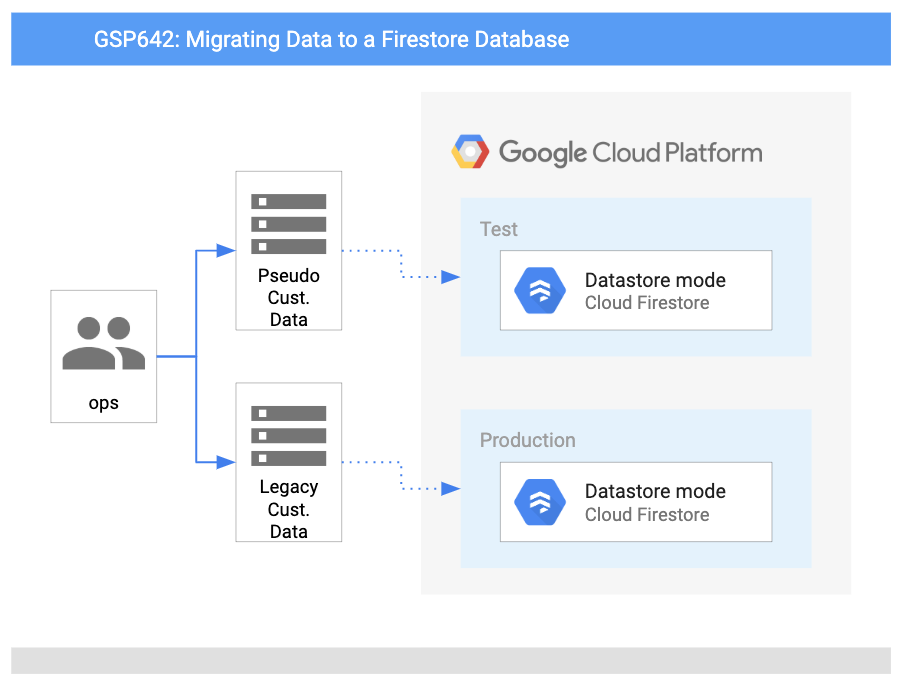 GSP642: Migrating Data to a Firestore Database
Google Cloud Platform
Test
Pseudo
Cust.
Data
Datastore mode
Cloud Firestore
ops
Production
Legacy
Cust.
Data
Datastore mode
Cloud Firestore